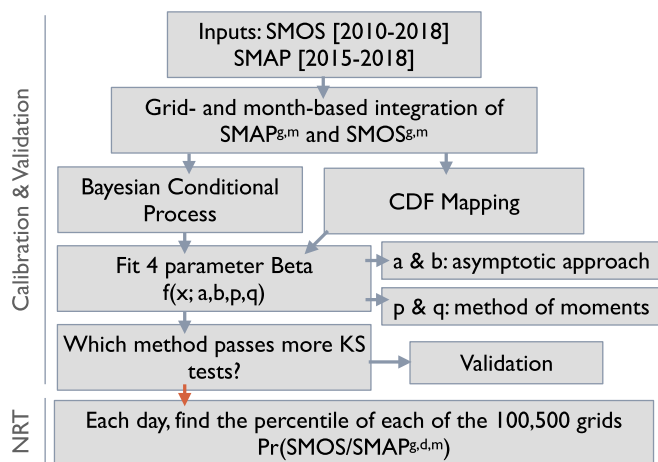 Calibration & Validation
Inputs: SMOS [2010-2018]
SMAP [2015-2018]
Grid- and month-based integration of
SMAPg,m and SMOSg,m
Bayesian Conditional
Process
CDF Mapping
Fit 4 parameter Beta
f(x; a,b,p,q)
a & b: asymptotic approach
p & q: method of moments
Which method passes more KS
tests?
Validation
NRT
Each day, find the percentile of each of the 100,500 grids
Pr(SMOS/SMAPg,d,m)